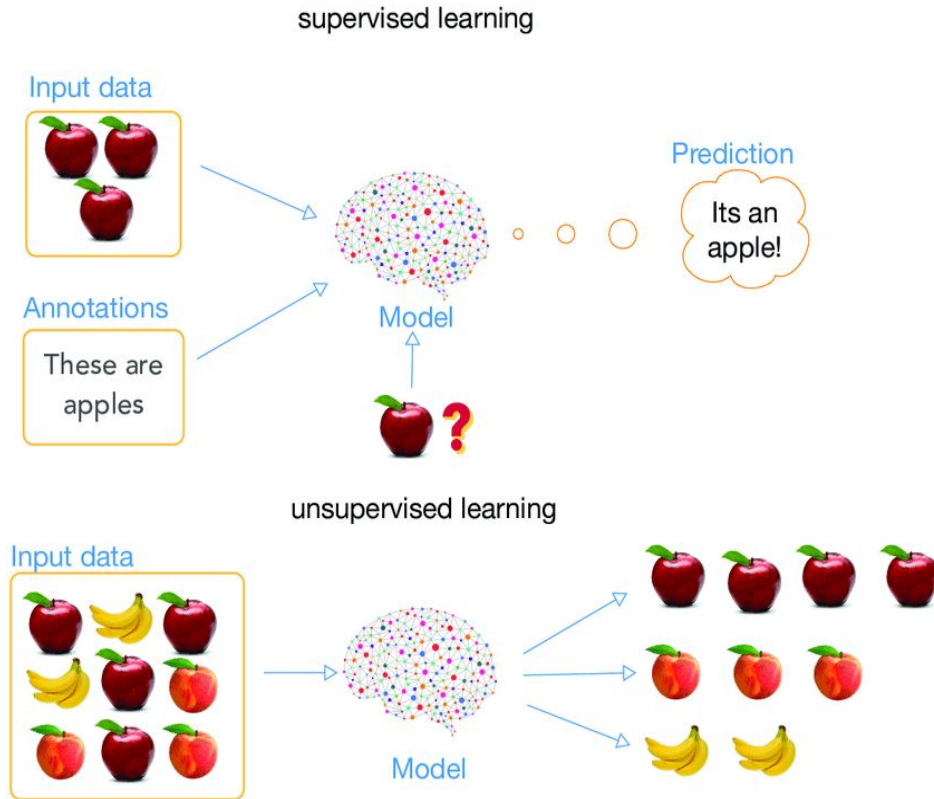 supervised learning
Input data
Prediction
Its an
apple!
Annotations
Model
These are
apples
?
unsupervised learning
Input data
Model